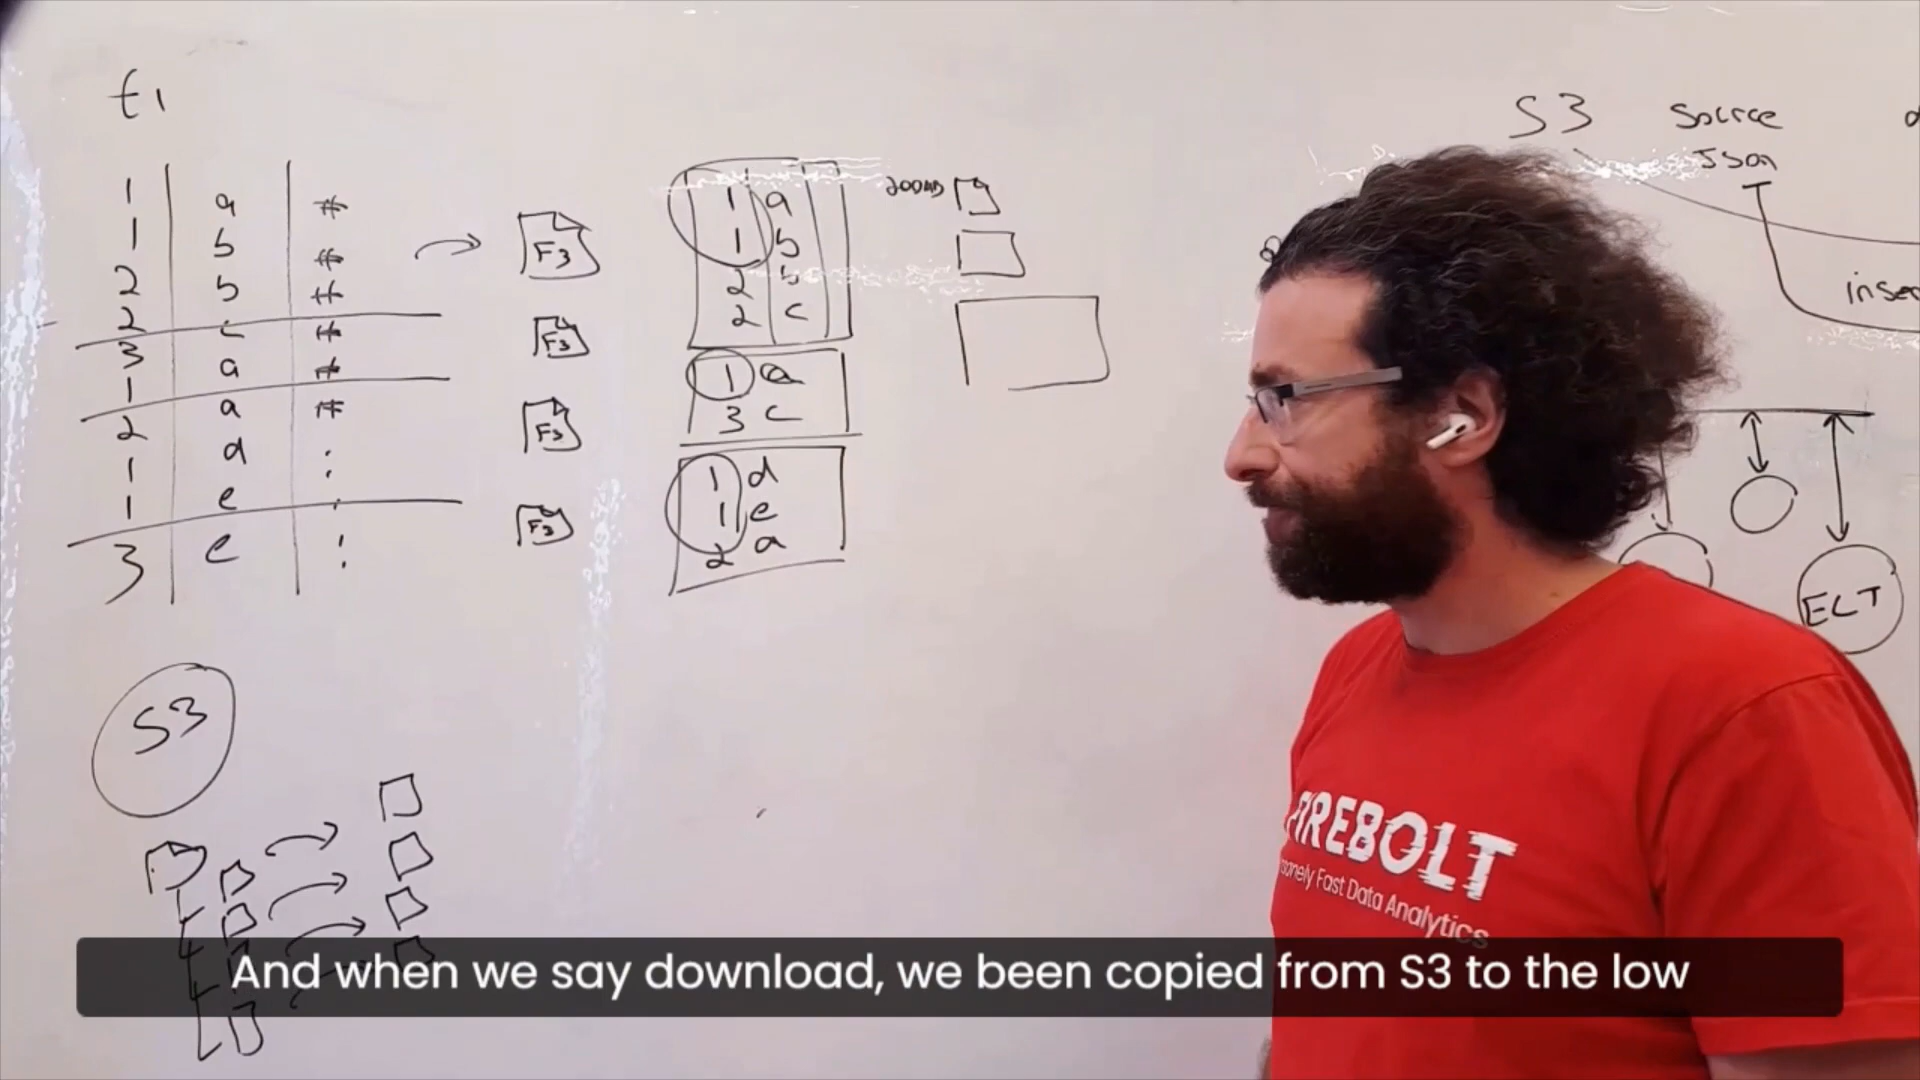 t1
1 a #
1 b #
2 b #
2 c #
3 a #
1 a #
2 d :
1 e :
1 e !
3
F3
F3
F3
F3
1 a
1 b
2 b
2 c
1 a
3 c
1 d
1 e
2 a
S3 Source
Json
ELT
S3
FIREBOLT
Fast Data Analytics
And when we say download, we been copied from S3 to the low